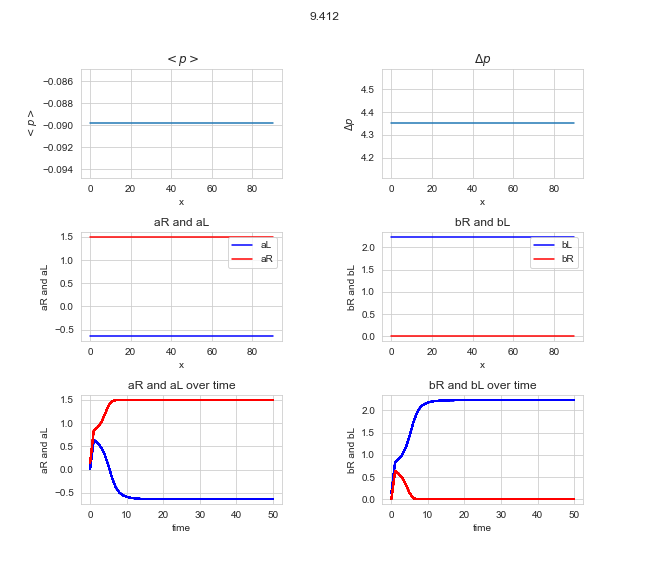 9.412
< p >
−0.086
−0.088
−0.090
−0.092
−0.094
< p >
0 20 40 60 80
x
Δp
4.5
4.4
4.3
4.2
Δp
0 20 40 60 80
x
aR and aL
1.5
1.0
0.5
0.0
−0.5
aR and aL
aL
aR
0 20 40 60 80
x
bR and bL
2.0
1.5
1.0
0.5
0.0
bR and bL
bL
bR
0 20 40 60 80
x
aR and aL over time
1.5
1.0
0.5
0.0
−0.5
aR and aL
0 10 20 30 40 50
time
bR and bL over time
2.0
1.5
1.0
0.5
0.0
bR and bL
0 10 20 30 40 50
time